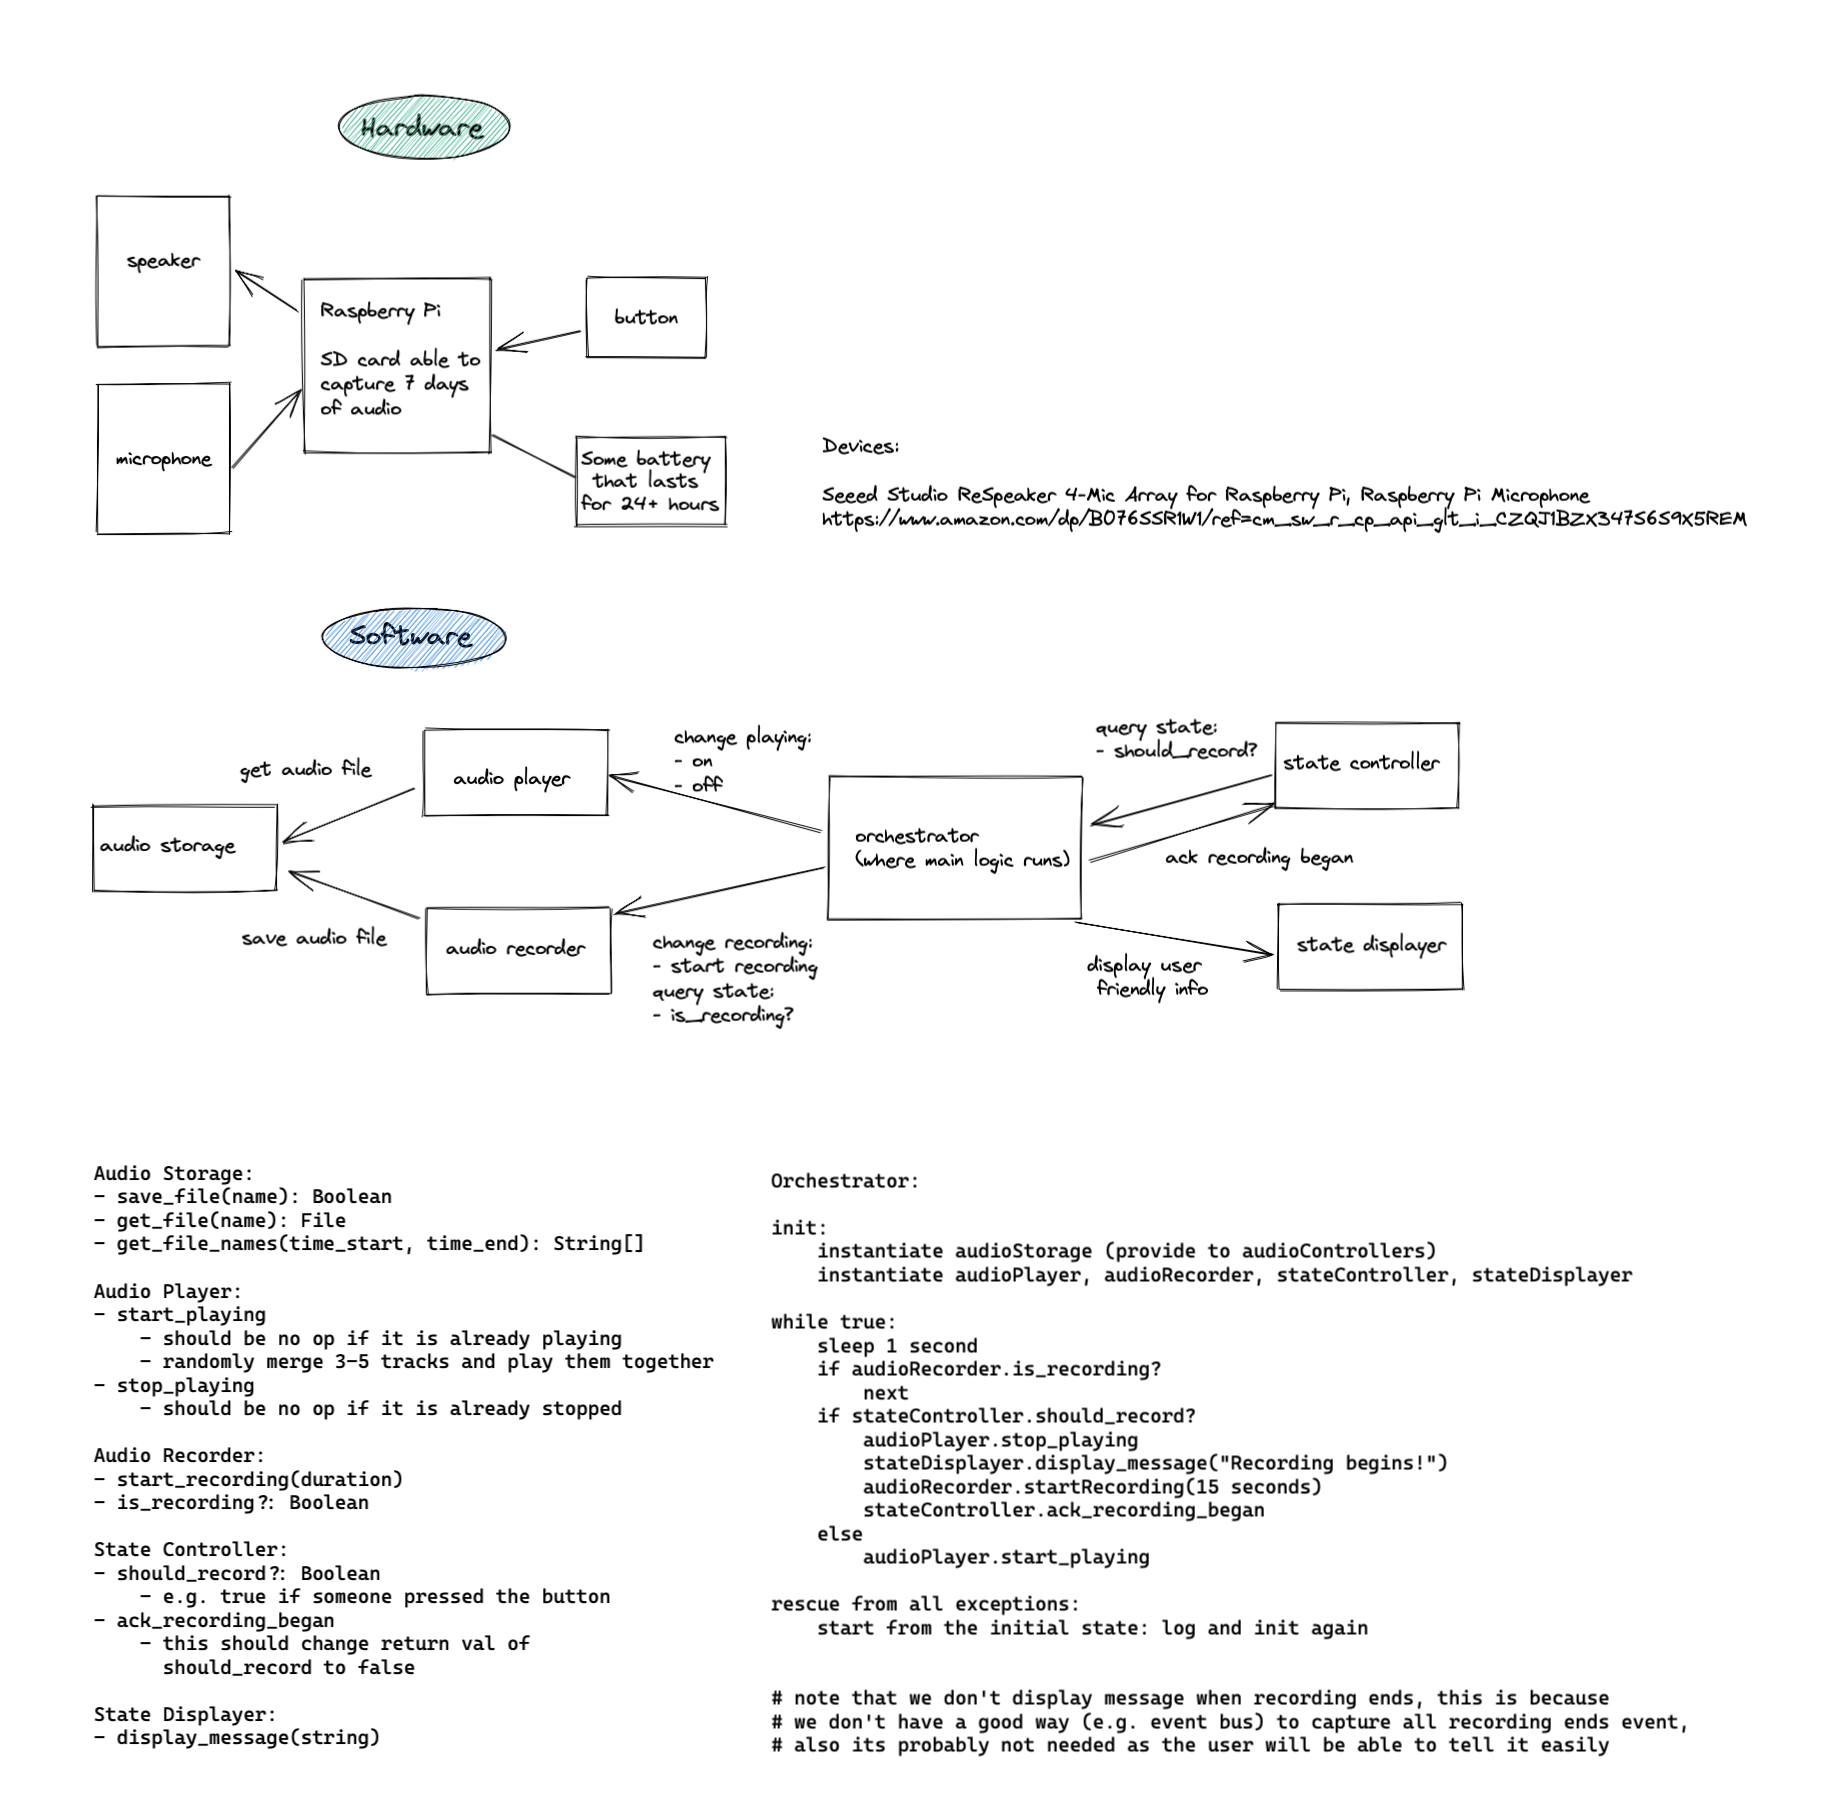 Hardware
speaker
Raspberry Pi
SD card able to
capture 7 days
of audio
button
microphone
Some battery
that lasts
for 24+ hours
Devices:
Seeed Studio ReSpeaker 4-Mic Array for Raspberry Pi, Raspberry Pi Microphone
https://www.amazon.com/dp/B076SSR1W1/ref=cm_sw_r_cp_api_glt_i_CZQJ1BZX347S6S9X5REM
Software
get audio file
audio player
change playing:
- on
- off
query state:
- should_record?
state controller
audio storage
orchestrator
(where main logic runs)
ack recording began
save audio file
audio recorder
change recording:
- start recording
query state:
- is_recording?
display user
friendly info
state displayer
Audio Storage:
- save_file(name): Boolean
- get_file(name): File
- get_file_names(time_start, time_end): String[]
Audio Player:
- start_playing
- should be no op if it is already playing
- randomly merge 3-5 tracks and play them together
- stop_playing
- should be no op if it is already stopped
Audio Recorder:
- start_recording(duration)
- is_recording?: Boolean
State Controller:
- should_record?: Boolean
- e.g. true if someone pressed the button
- ack_recording_began
- this should change return val of
should_record to false
State Displayer:
- display_message(string)
Orchestrator:
init:
instantiate audioStorage (provide to audioControllers)
instantiate audioPlayer, audioRecorder, stateController, stateDisplayer
while true:
sleep 1 second
if audioRecorder.is_recording?
next
if stateController.should_record?
audioPlayer.stop_playing
stateDisplayer.display_message("Recording begins!")
audioRecorder.startRecording(15 seconds)
stateController.ack_recording_began
else
audioPlayer.start_playing
rescue from all exceptions:
start from the initial state: log and init again
# note that we don't display message when recording ends, this is because
# we don't have a good way (e.g. event bus) to capture all recording ends event,
# also its probably not needed as the user will be able to tell it easily